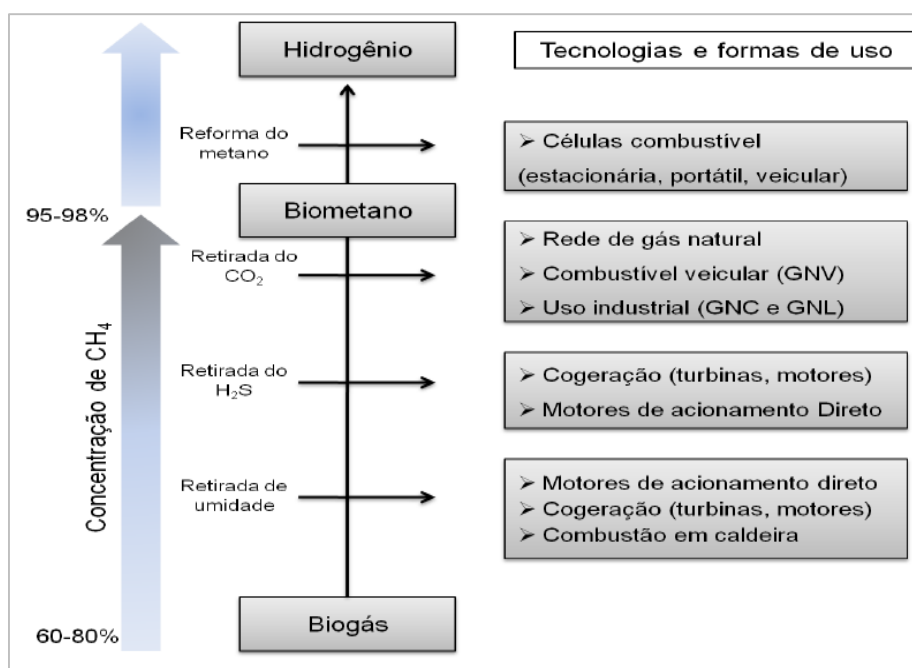 Hidrogênio
Tecnologias e formas de uso
Reforma do
metano
➢ Células combustível
(estacionária, portátil, veicular)
95-98%
Biometano
Retirada do
CO₂
➢ Rede de gás natural
➢ Combustível veicular (GNV)
➢ Uso industrial (GNC e GNL)
Concentração de CH₄
Retirada do
H₂S
➢ Cogeração (turbinas, motores)
➢ Motores de acionamento Direto
Retirada de
umidade
➢ Motores de acionamento direto
➢ Cogeração (turbinas, motores)
➢ Combustão em caldeira
60-80%
Biogás